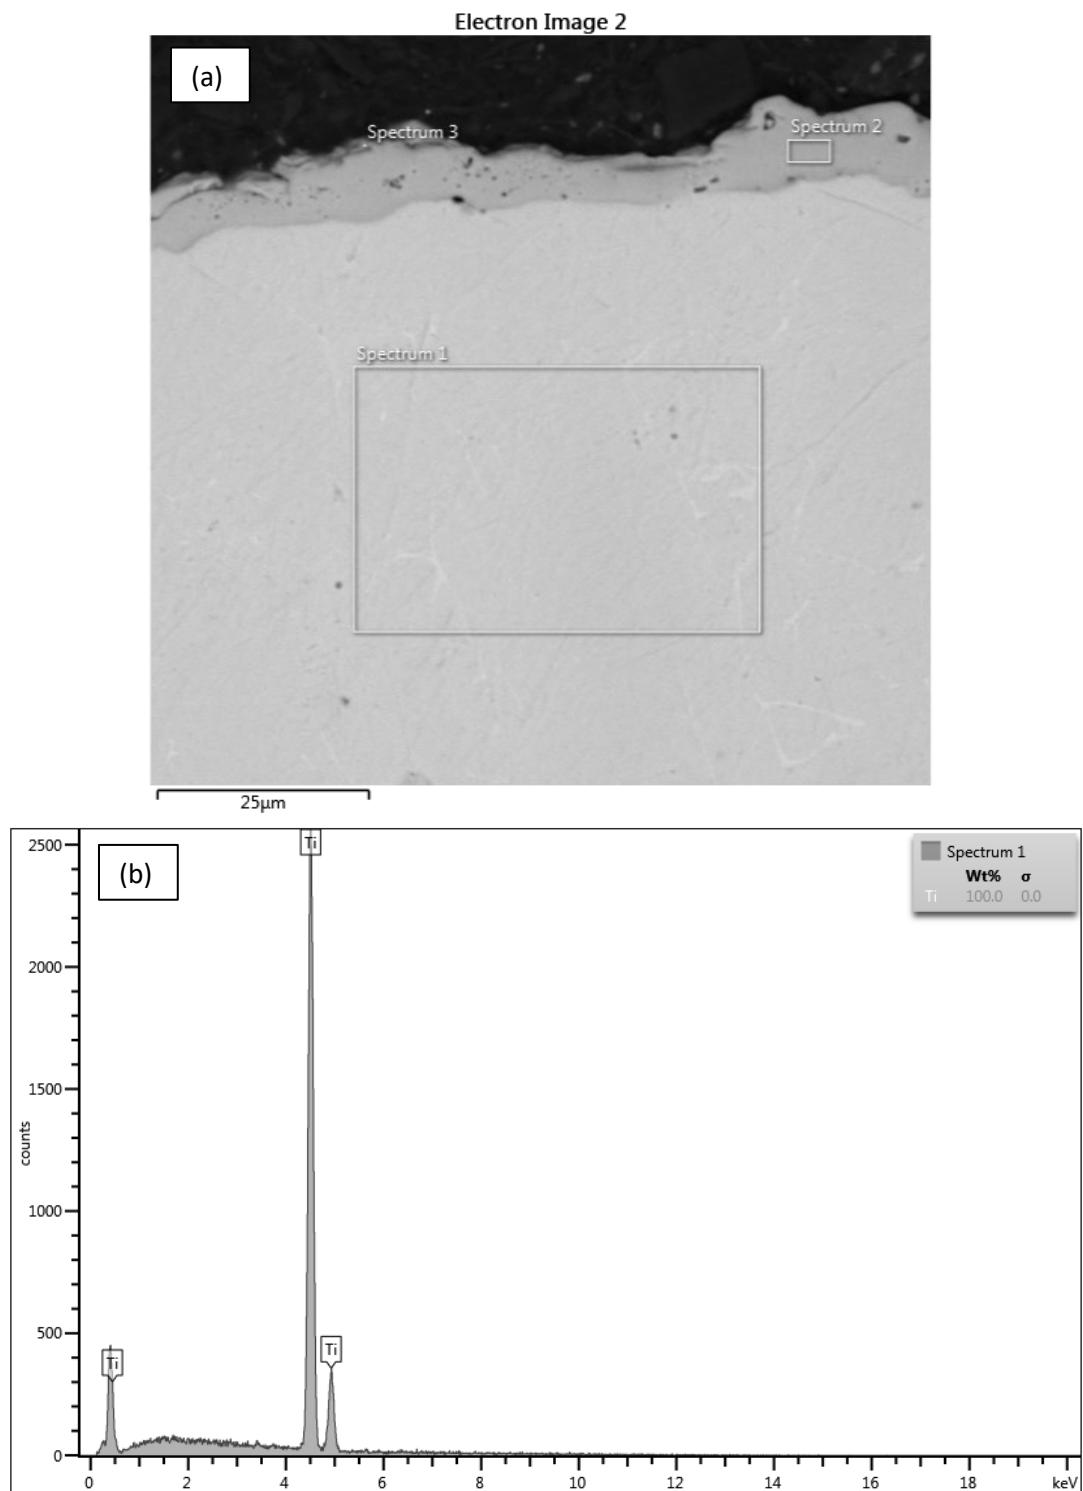 Electron Image 2
(a)
Spectrum 3
Spectrum 2
Spectrum 1
25μm
(b)
2500
2000
1500
1000
500
0
counts
Ti
Ti
Ti
Spectrum 1
Wt% σ
Ti 100.0 0.0
0 2 4 6 8 10 12 14 16 18 keV